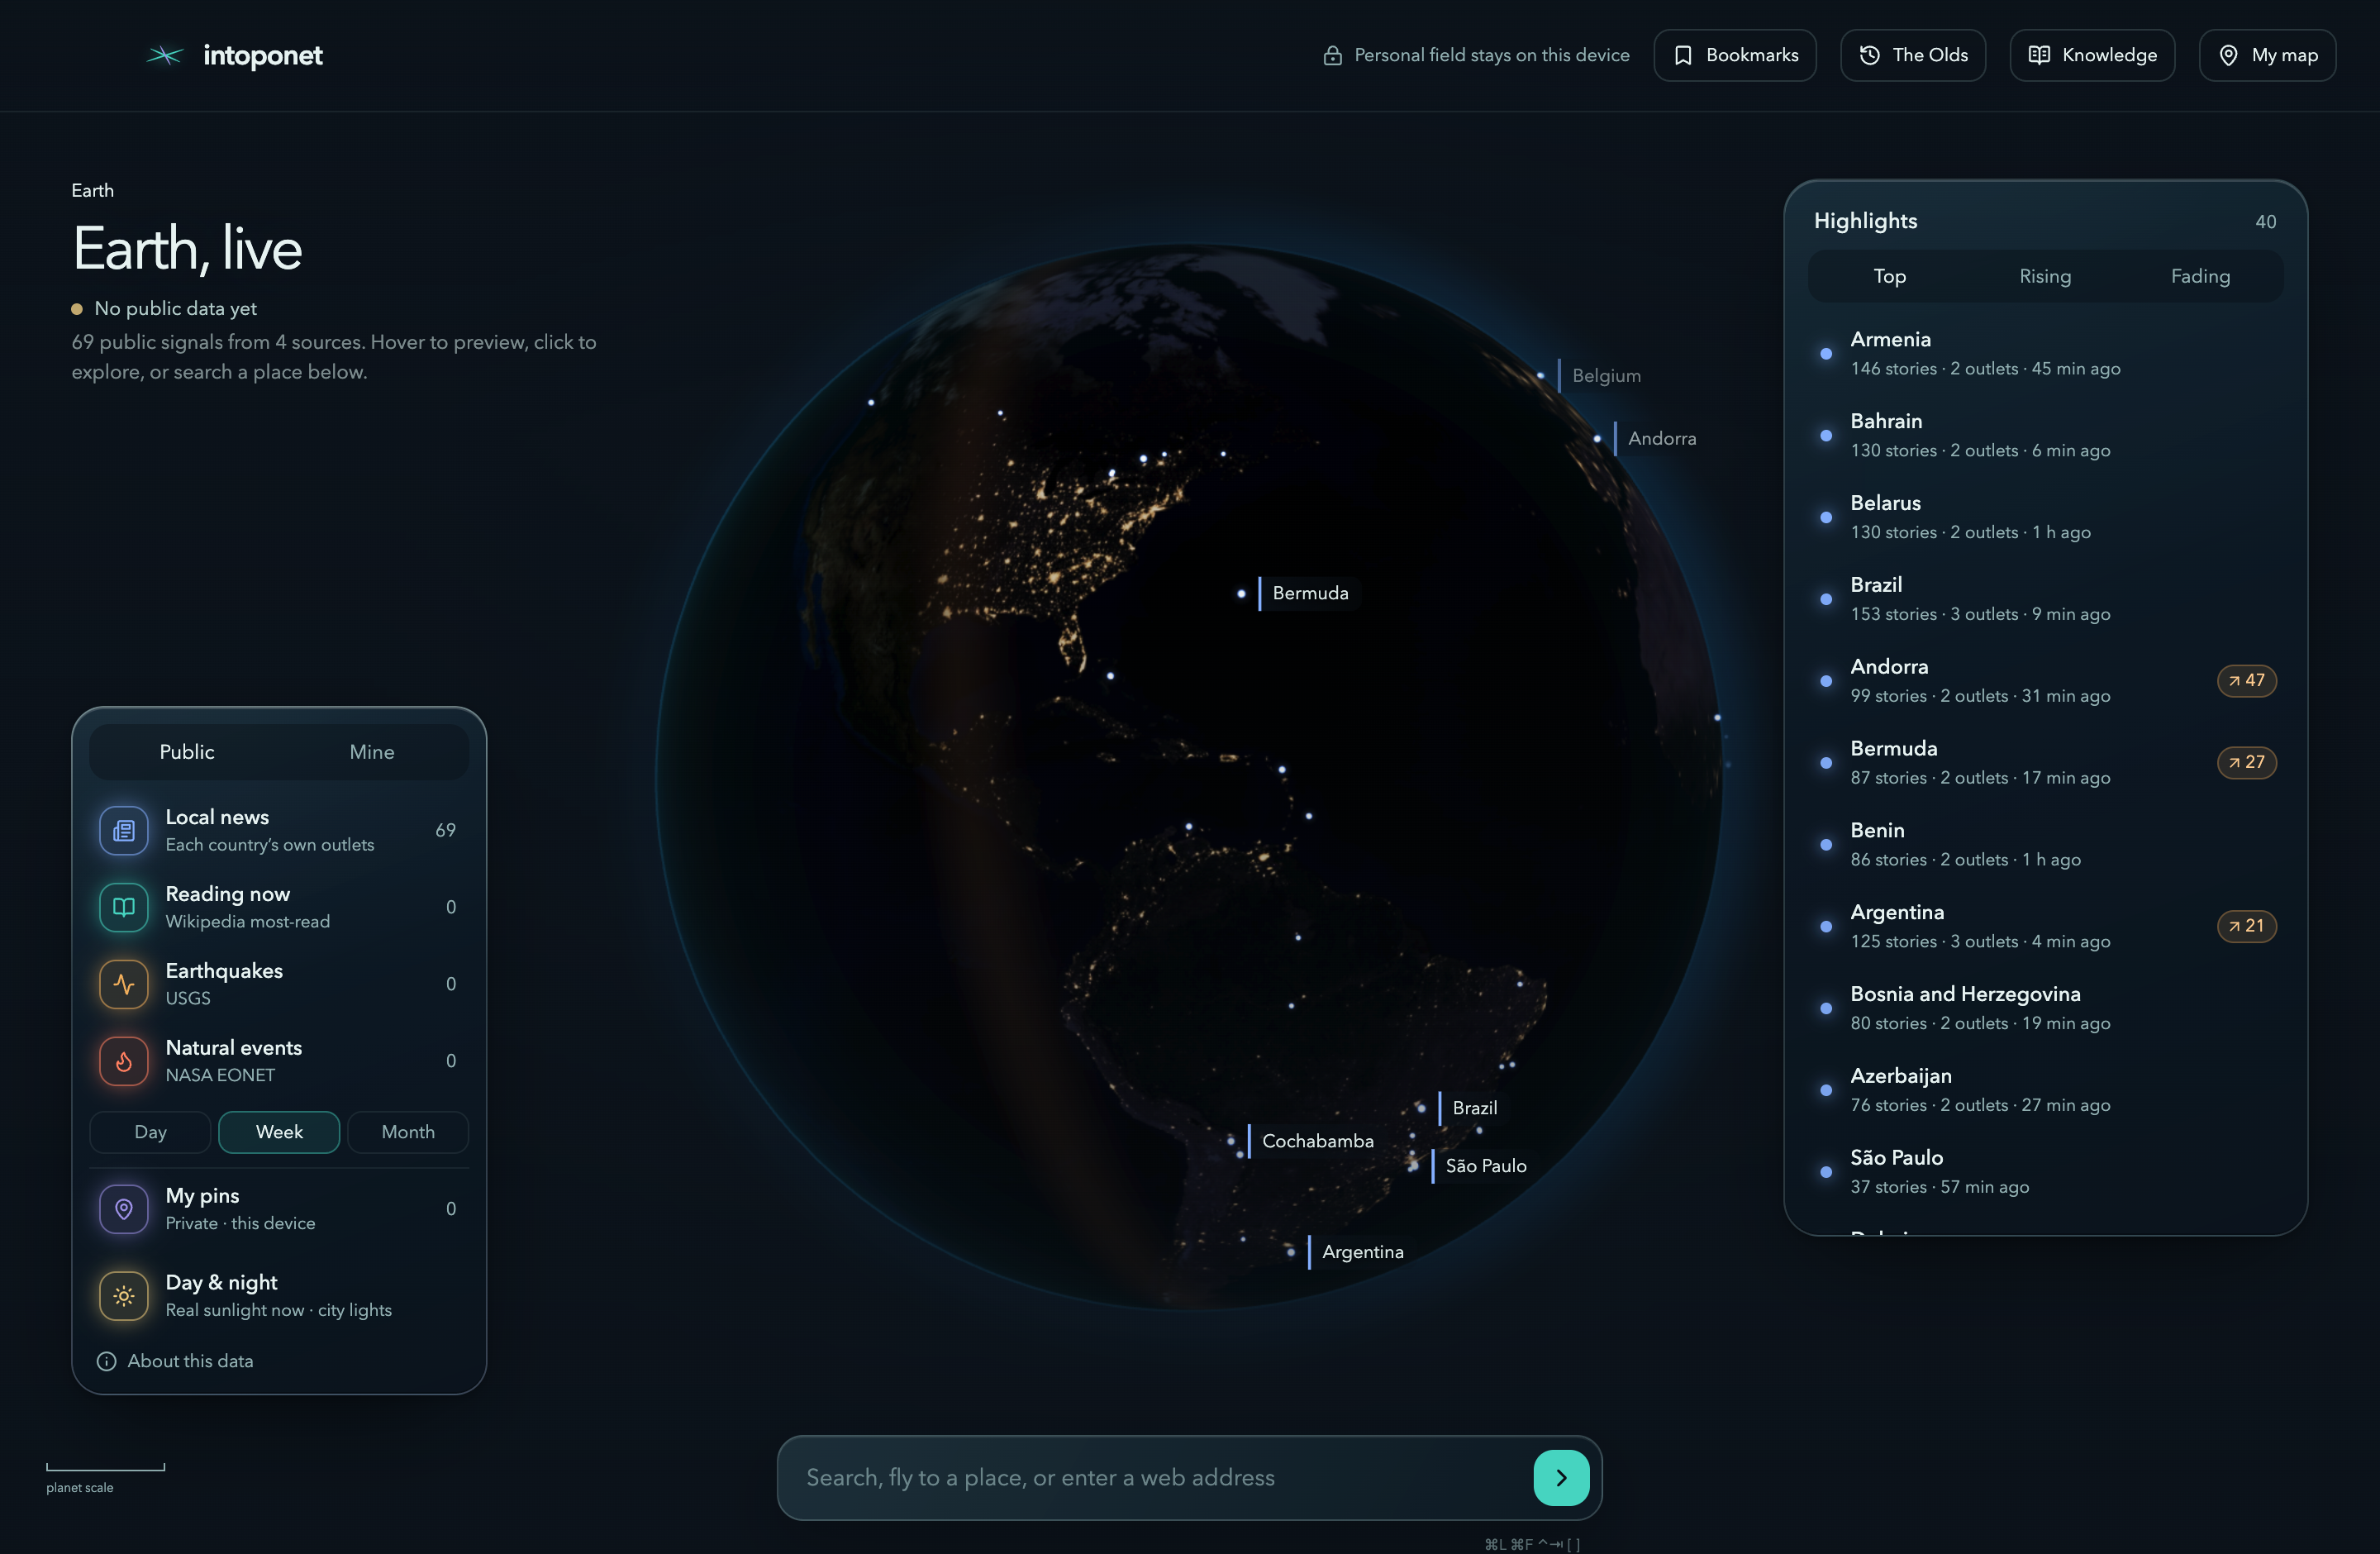 intoponet
Personal field stays on this device
Bookmarks
The Olds
Knowledge
My map
Earth
Earth, live
No public data yet
69 public signals from 4 sources. Hover to preview, click to
explore, or search a place below.
Public
Mine
Local news
Each country’s own outlets
69
Reading now
Wikipedia most-read
0
Earthquakes
USGS
0
Natural events
NASA EONET
0
Day
Week
Month
My pins
Private · this device
0
Day & night
Real sunlight now · city lights
About this data
planet scale
Belgium
Andorra
Bermuda
Brazil
Cochabamba
São Paulo
Argentina
Search, fly to a place, or enter a web address
⌘L ⌘F ^⇥ [ ]
Highlights
40
Top
Rising
Fading
Armenia
146 stories · 2 outlets · 45 min ago
Bahrain
130 stories · 2 outlets · 6 min ago
Belarus
130 stories · 2 outlets · 1 h ago
Brazil
153 stories · 3 outlets · 9 min ago
Andorra
99 stories · 2 outlets · 31 min ago
↗ 47
Bermuda
87 stories · 2 outlets · 17 min ago
↗ 27
Benin
86 stories · 2 outlets · 1 h ago
Argentina
125 stories · 3 outlets · 4 min ago
↗ 21
Bosnia and Herzegovina
80 stories · 2 outlets · 19 min ago
Azerbaijan
76 stories · 2 outlets · 27 min ago
São Paulo
37 stories · 57 min ago